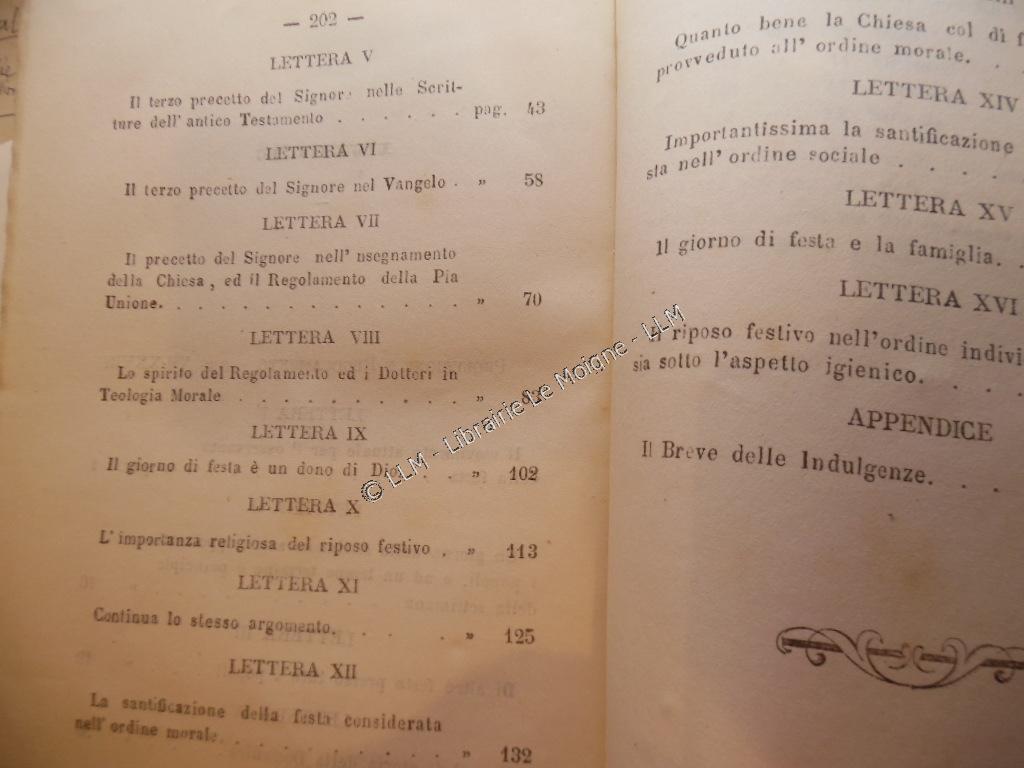 — 202 —
LETTERA V
Il terzo precetto del Signore nelle Scrit-
ture dell' antico Testamento . . . . . . pag. 43
LETTERA VI
Il terzo precetto del Signore nel Vangelo . » 58
LETTERA VII
Il precetto del Signore nell' nsegnamento
della Chiesa, ed il Regolamento della Pia
Unione. . . . . . . . . . . . . . » 70
LETTERA VIII
Lo spirito del Regolamento ed i Dottori in
Teologia Morale . . . . . . . . . . »
LETTERA IX
Il giorno di festa è un dono di Dio . . » 102
LETTERA X
L' importanza religiosa del riposo festivo . » 113
LETTERA XI
Continua lo stesso argomento. . . . . » 125
LETTERA XII
La santificazione della festa considerata
nell' ordine morale. . . . . . . . . » 132
Quanto bene la Chiesa col di
provveduto all' ordine morale. . .
LETTERA XIV
Importantissima la santificazione
sta nell' ordine sociale . . . .
LETTERA XV
Il giorno di festa e la famiglia. .
LETTERA XVI
Il riposo festivo nell'ordine indivi
sia sotto l'aspetto igienico. . . .
APPENDICE
Il Breve delle Indulgenze. . . .
© LLM - Librairie Le Moigne - LLM